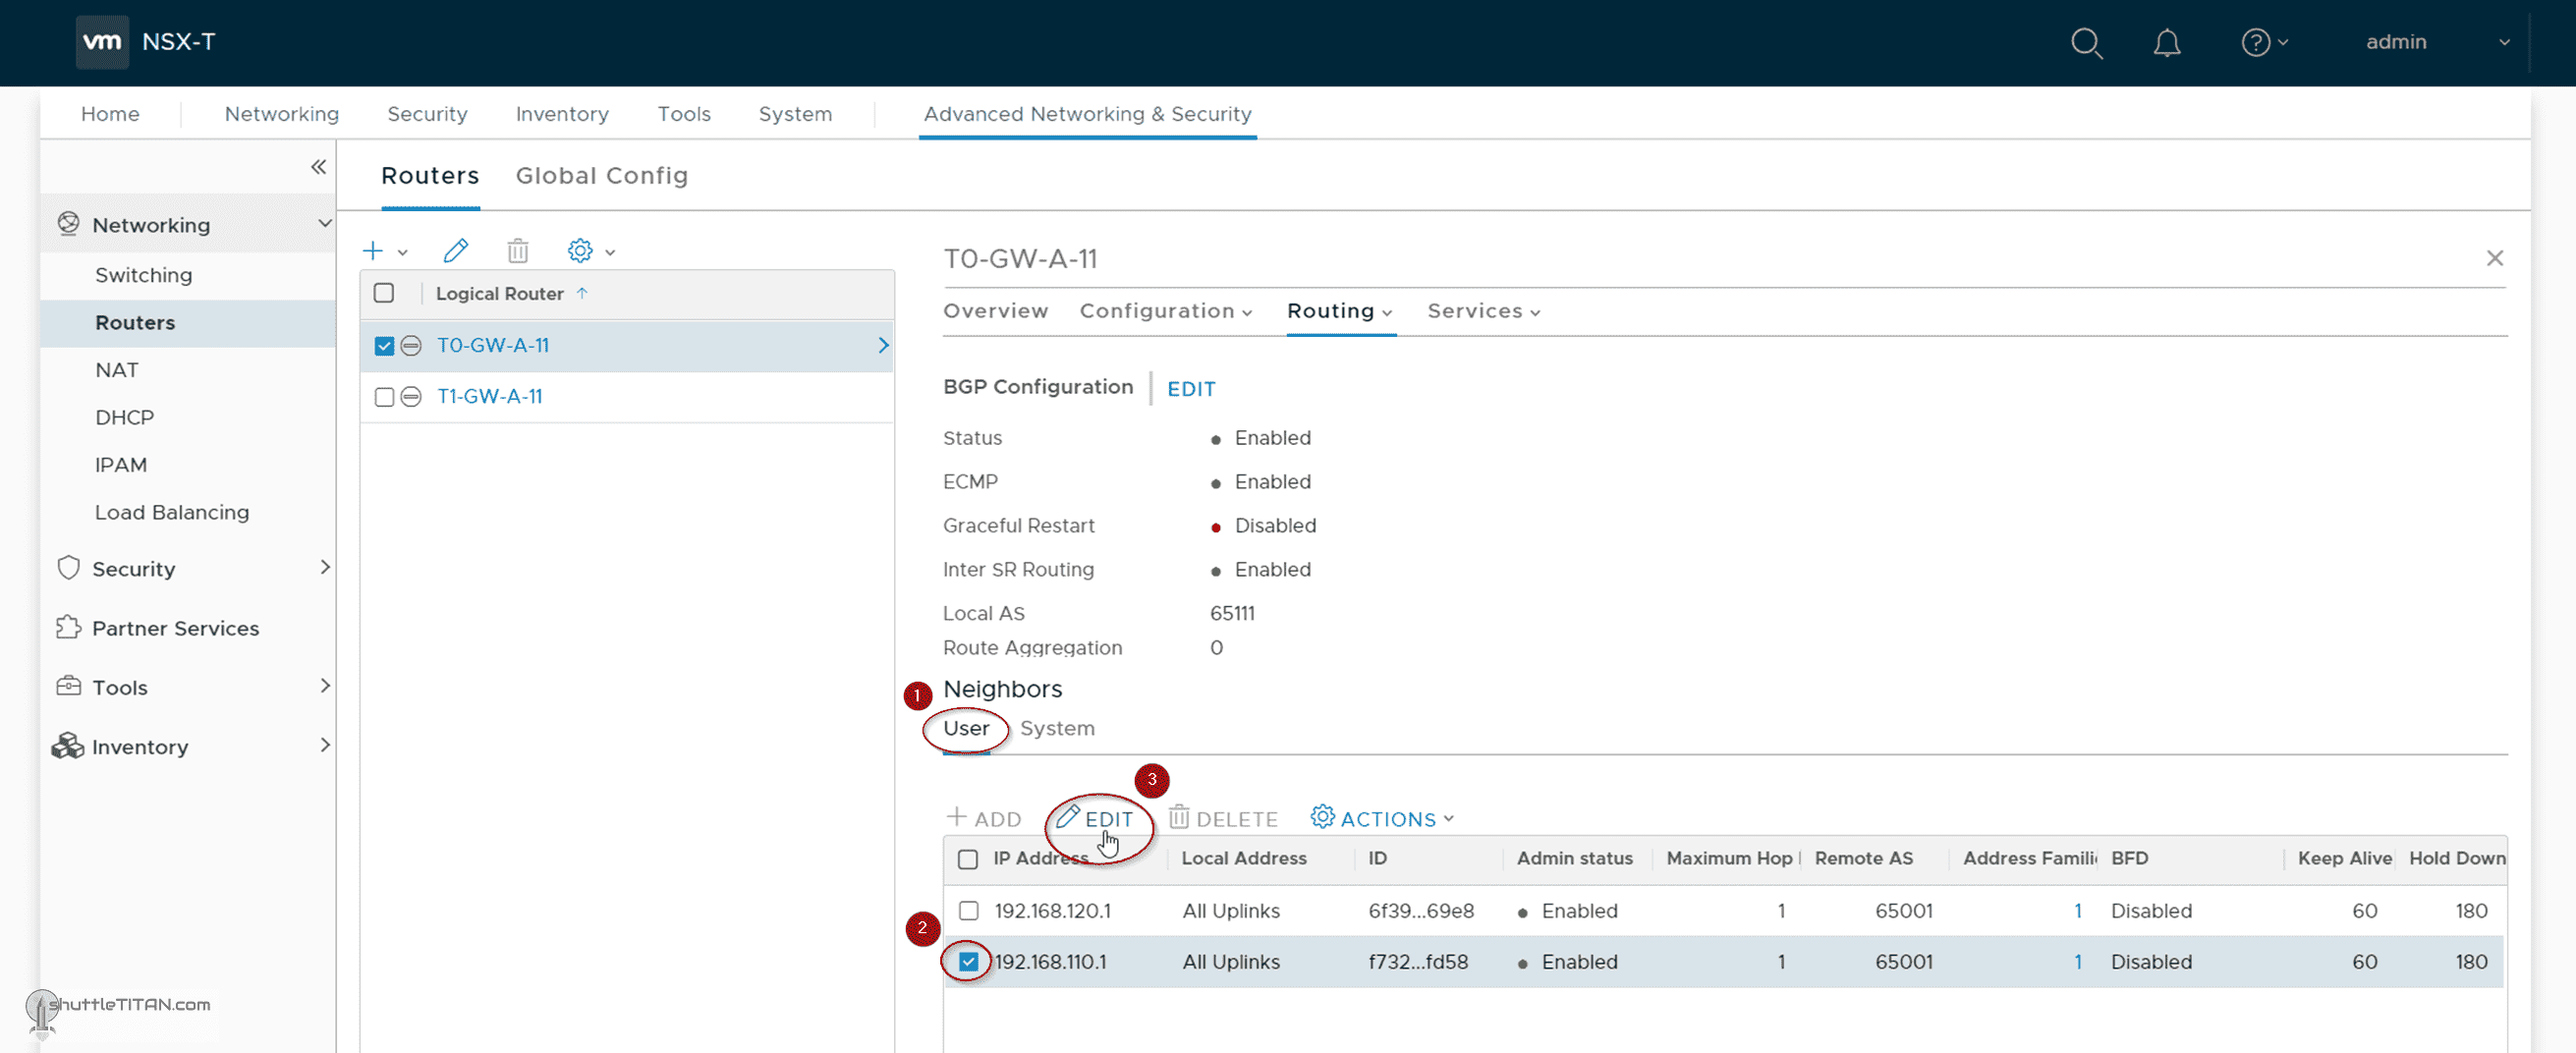 vm NSX-T admin
Home Networking Security Inventory Tools System Advanced Networking & Security
Routers Global Config
Networking
Switching
Routers
NAT
DHCP
IPAM
Load Balancing
Security
Partner Services
Tools
Inventory
Logical Router
T0-GW-A-11
T1-GW-A-11
T0-GW-A-11
Overview Configuration Routing Services
BGP Configuration EDIT
Status Enabled
ECMP Enabled
Graceful Restart Disabled
Inter SR Routing Enabled
Local AS 65111
Route Aggregation 0
1 Neighbors
User System
3
+ ADD EDIT DELETE ACTIONS
IP Address Local Address ID Admin status Maximum Hop Remote AS Address Famili BFD Keep Alive Hold Down
192.168.120.1 All Uplinks 6f39...69e8 Enabled 1 65001 1 Disabled 60 180
2
192.168.110.1 All Uplinks f732...fd58 Enabled 1 65001 1 Disabled 60 180
shuttleTITAN.com